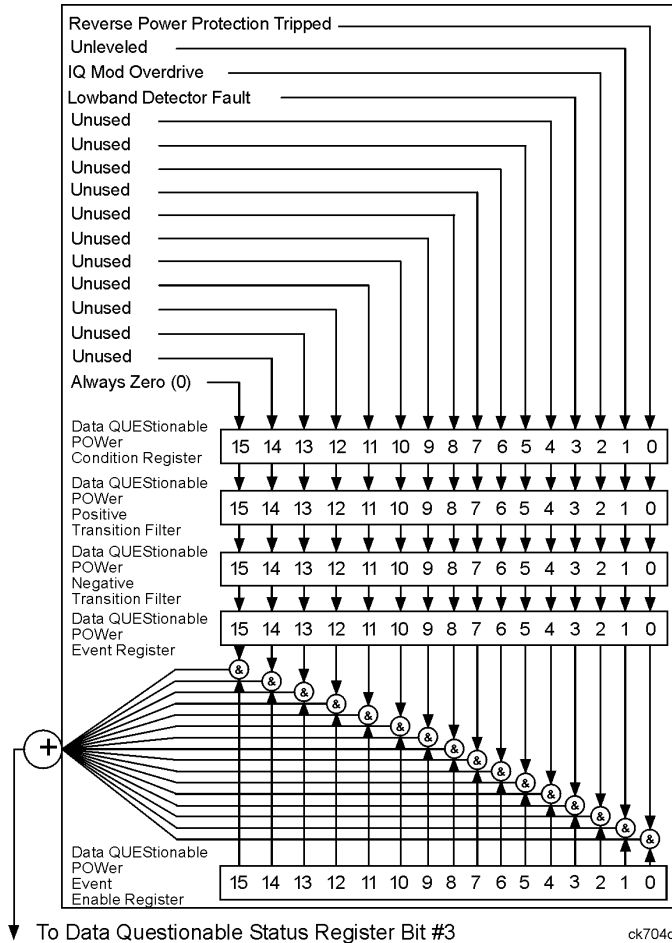 Reverse Power Protection Tripped
Unleveled
IQ Mod Overdrive
Lowband Detector Fault
Unused
Unused
Unused
Unused
Unused
Unused
Unused
Unused
Unused
Unused
Unused
Always Zero (0)
Data QUEStionable
POWer
Condition Register
15 14 13 12 11 10 9 8 7 6 5 4 3 2 1 0
Data QUEStionable
POWer
Positive
Transition Filter
15 14 13 12 11 10 9 8 7 6 5 4 3 2 1 0
Data QUEStionable
POWer
Negative
Transition Filter
15 14 13 12 11 10 9 8 7 6 5 4 3 2 1 0
Data QUEStionable
POWer
Event Register
15 14 13 12 11 10 9 8 7 6 5 4 3 2 1 0
& & & & & & & & & & & & & & & &
+
Data QUEStionable
POWer
Event
Enable Register
15 14 13 12 11 10 9 8 7 6 5 4 3 2 1 0
To Data Questionable Status Register Bit #3
ck704c